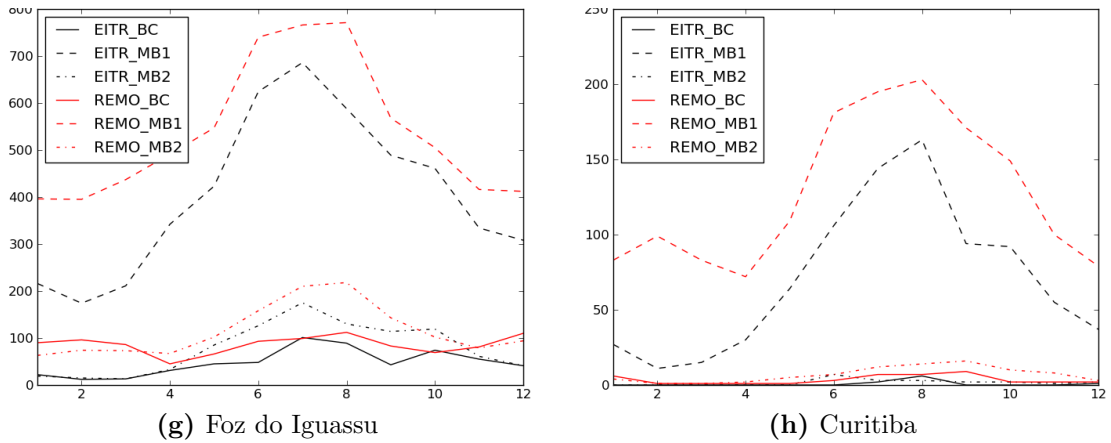 800
700
600
500
400
300
200
100
0
EITR_BC
EITR_MB1
EITR_MB2
REMO_BC
REMO_MB1
REMO_MB2
2 4 6 8 10 12
(g) Foz do Iguassu
250
200
150
100
50
0
EITR_BC
EITR_MB1
EITR_MB2
REMO_BC
REMO_MB1
REMO_MB2
2 4 6 8 10 12
(h) Curitiba